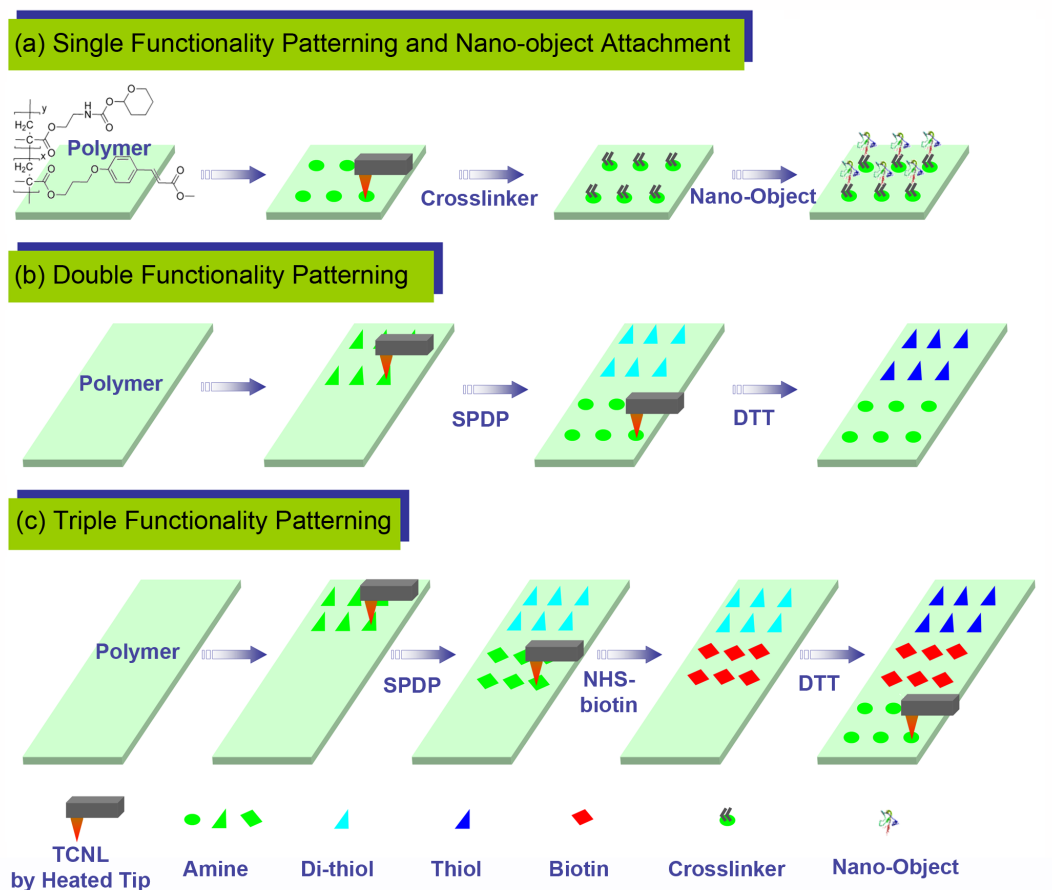 (a) Single Functionality Patterning and Nano-object Attachment
y
H₂C
C
O
O
NH
O
O
O
Polymer
x
H₂C
C
O
O
O
O
O
Crosslinker
Nano-Object
(b) Double Functionality Patterning
Polymer
SPDP
DTT
(c) Triple Functionality Patterning
Polymer
SPDP
NHS-
biotin
DTT
TCNL
by Heated Tip
Amine
Di-thiol
Thiol
Biotin
Crosslinker
Nano-Object